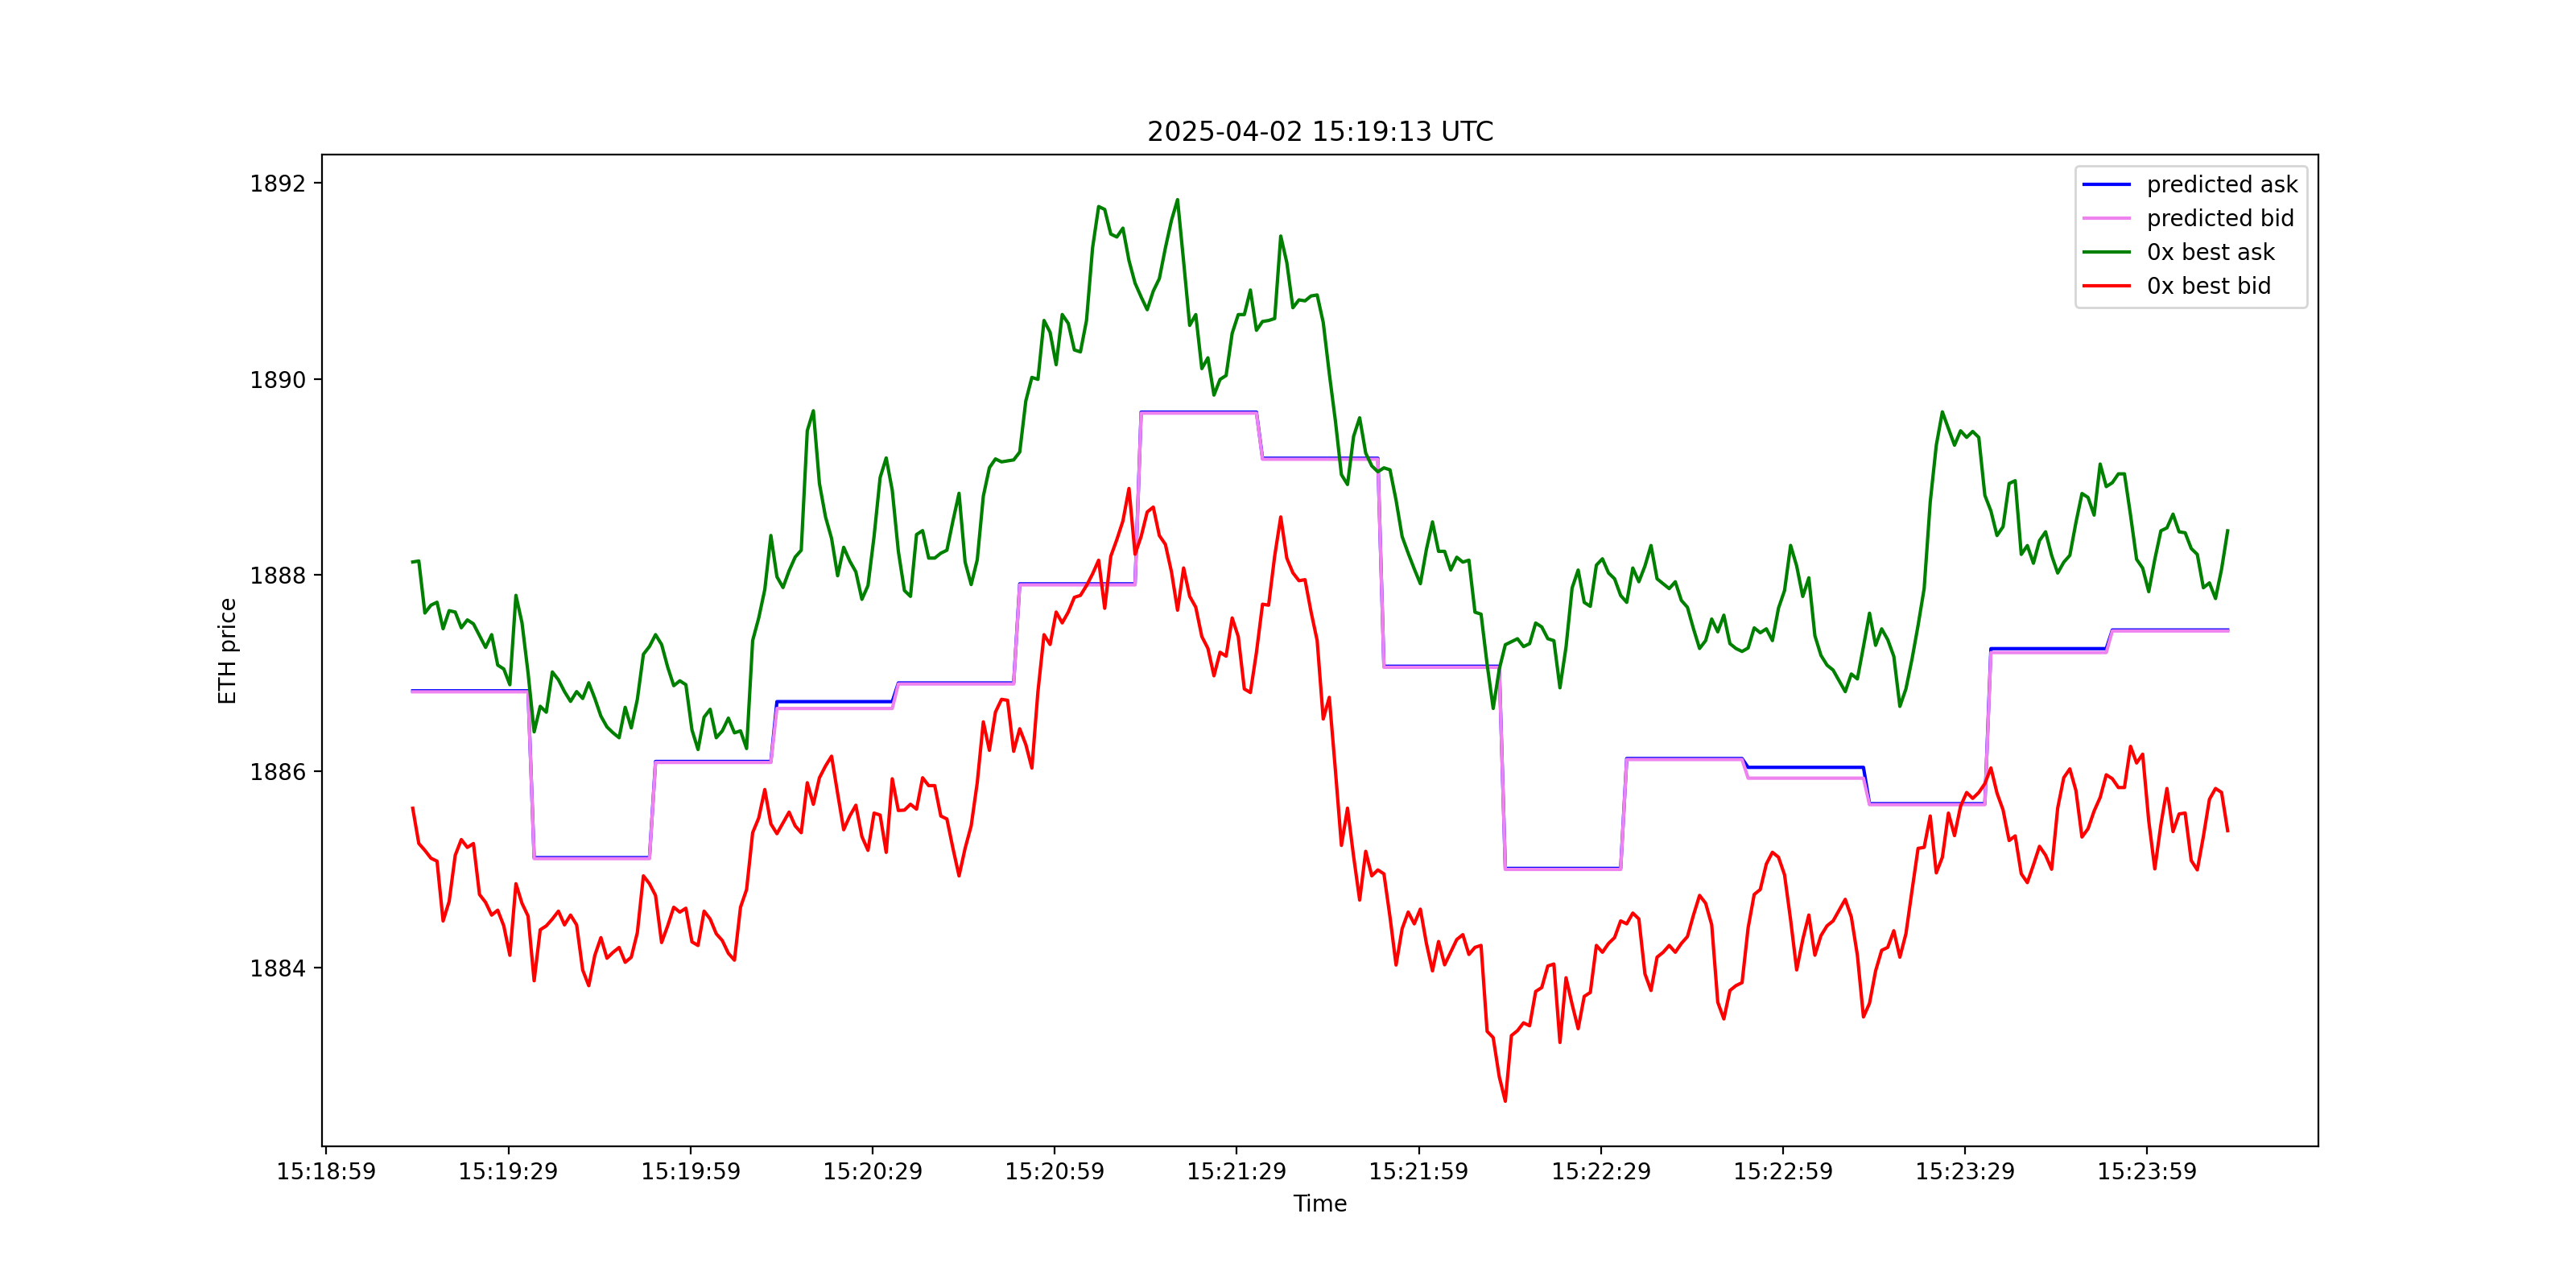 2025-04-02 15:19:13 UTC
predicted ask
predicted bid
0x best ask
0x best bid
1892
1890
1888
1886
1884
ETH price
15:18:59 15:19:29 15:19:59 15:20:29 15:20:59 15:21:29 15:21:59 15:22:29 15:22:59 15:23:29 15:23:59
Time